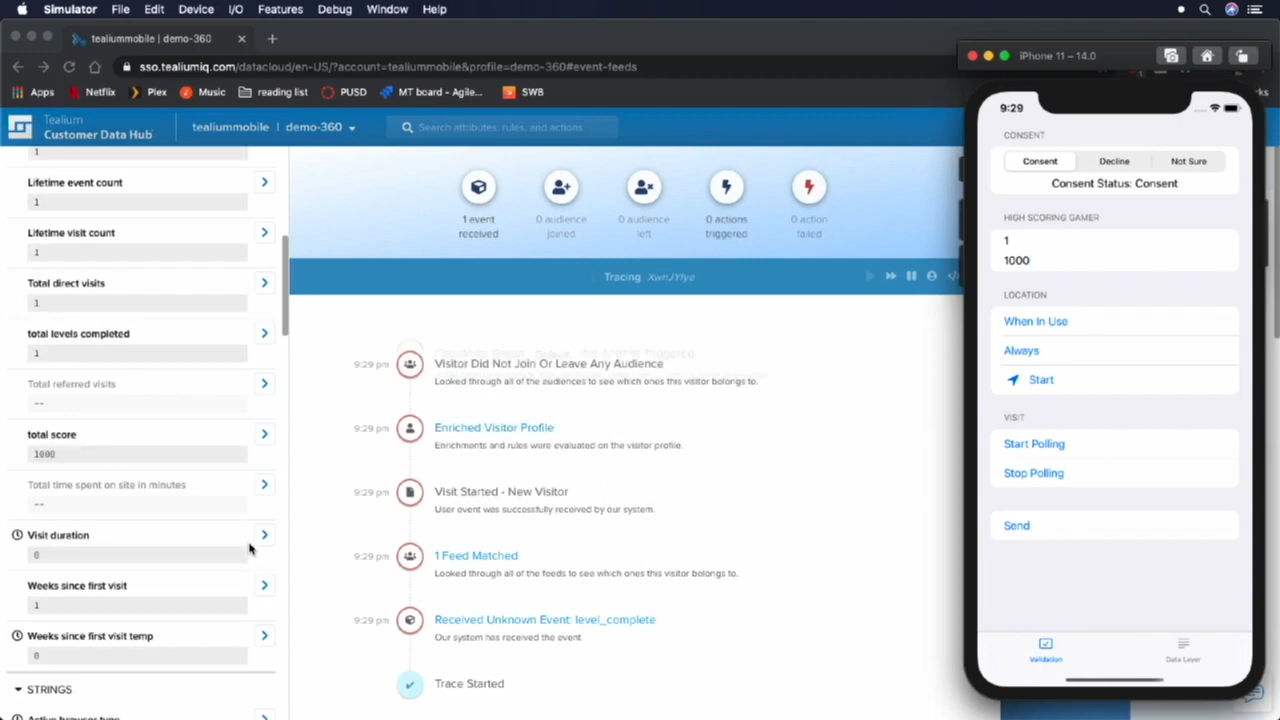 Simulator File Edit Device I/O Features Debug Window Help
tealiummobile | demo-360
iPhone 11 – 14.0
sso.tealiumiq.com/datacloud/en-US/?account=tealiummobile&profile=demo-360#event-feeds
Apps Netflix Plex Music reading list PUSD MT board - Agile... SWB
Tealium
Customer Data Hub
tealiummobile | demo-360
Search attributes, rules, and actions
1
Lifetime event count
1
Lifetime visit count
1
Total direct visits
1
total levels completed
1
Total referred visits
--
total score
1000
Total time spent on site in minutes
--
Visit duration
0
Weeks since first visit
1
Weeks since first visit temp
0
STRINGS
Active browser type
1 event
received
0 audience
joined
0 audience
left
0 actions
triggered
0 action
failed
Tracing XwnJYlye
9:29 pm Visitor Did Not Join Or Leave Any Audience
Looked through all of the audiences to see which ones this visitor belongs to.
9:29 pm Enriched Visitor Profile
Enrichments and rules were evaluated on the visitor profile.
9:29 pm Visit Started - New Visitor
User event was successfully received by our system.
9:29 pm 1 Feed Matched
Looked through all of the feeds to see which ones this visitor belongs to.
9:29 pm Received Unknown Event: level_complete
Our system has received the event
Trace Started
9:29
CONSENT
Consent Decline Not Sure
Consent Status: Consent
HIGH SCORING GAMER
1
1000
LOCATION
When In Use
Always
Start
VISIT
Start Polling
Stop Polling
Send
Validation Data Layer